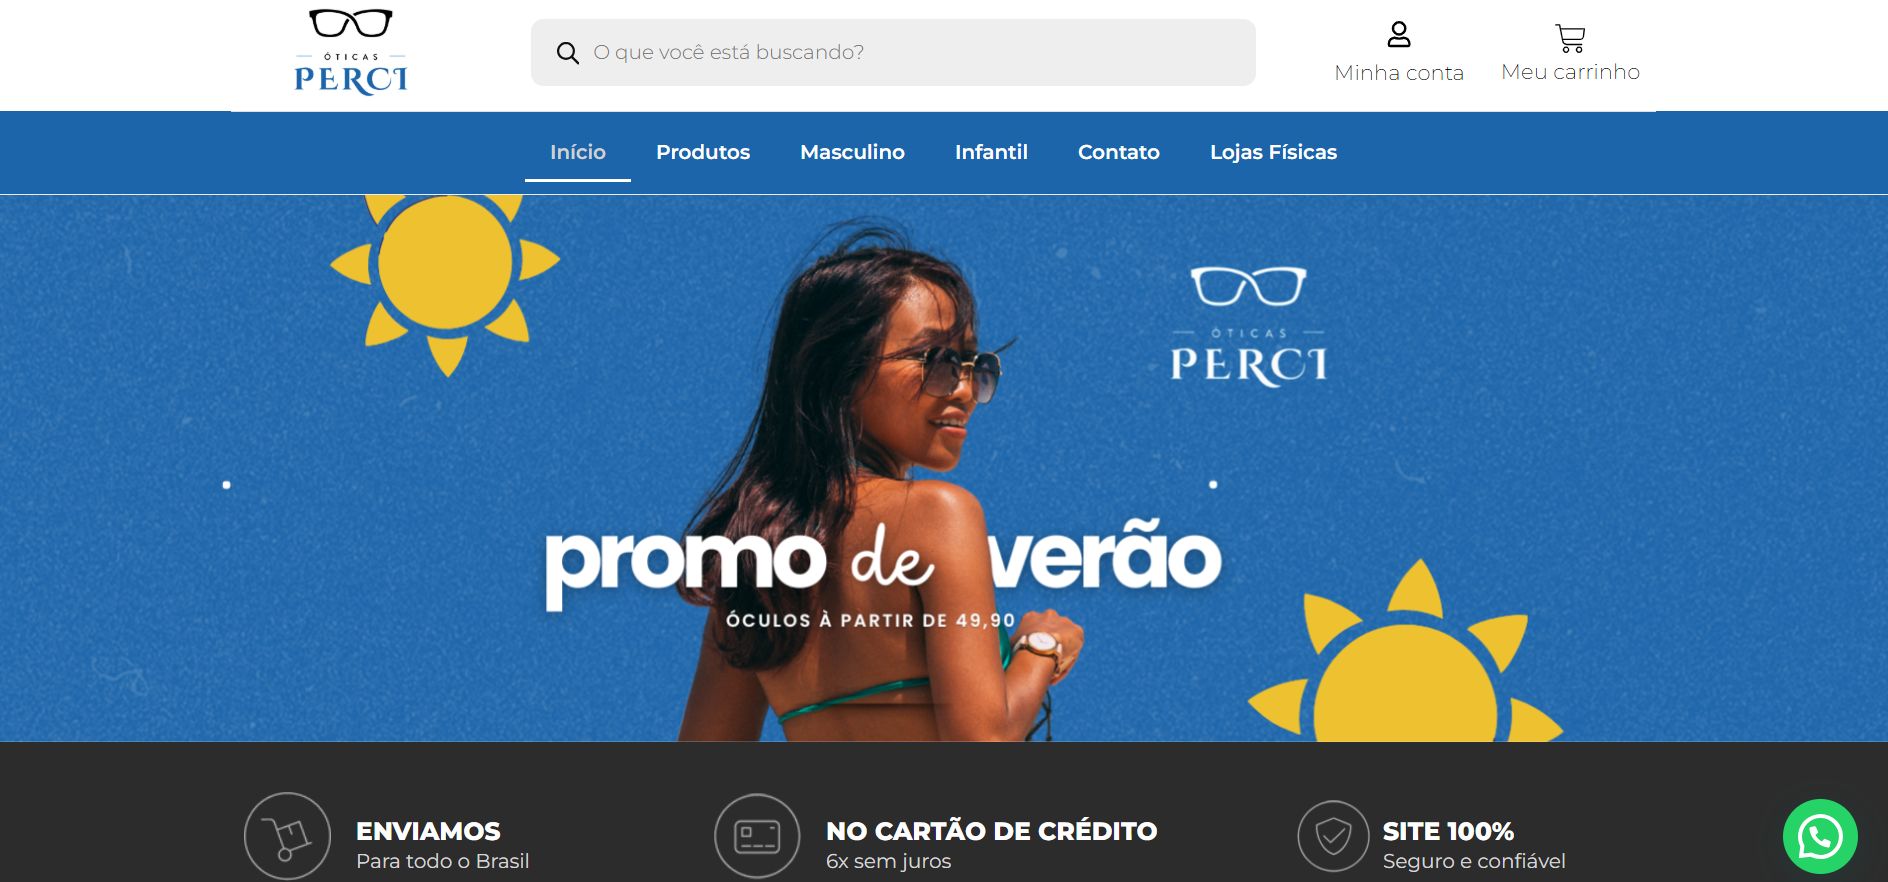 ÓTICAS
PERCI
O que você está buscando?
Minha conta
Meu carrinho
Início
Produtos
Masculino
Infantil
Contato
Lojas Físicas
ÓTICAS
PERCI
promo de verão
ÓCULOS À PARTIR DE 49,90
ENVIAMOS
Para todo o Brasil
NO CARTÃO DE CRÉDITO
6x sem juros
SITE 100%
Seguro e confiável